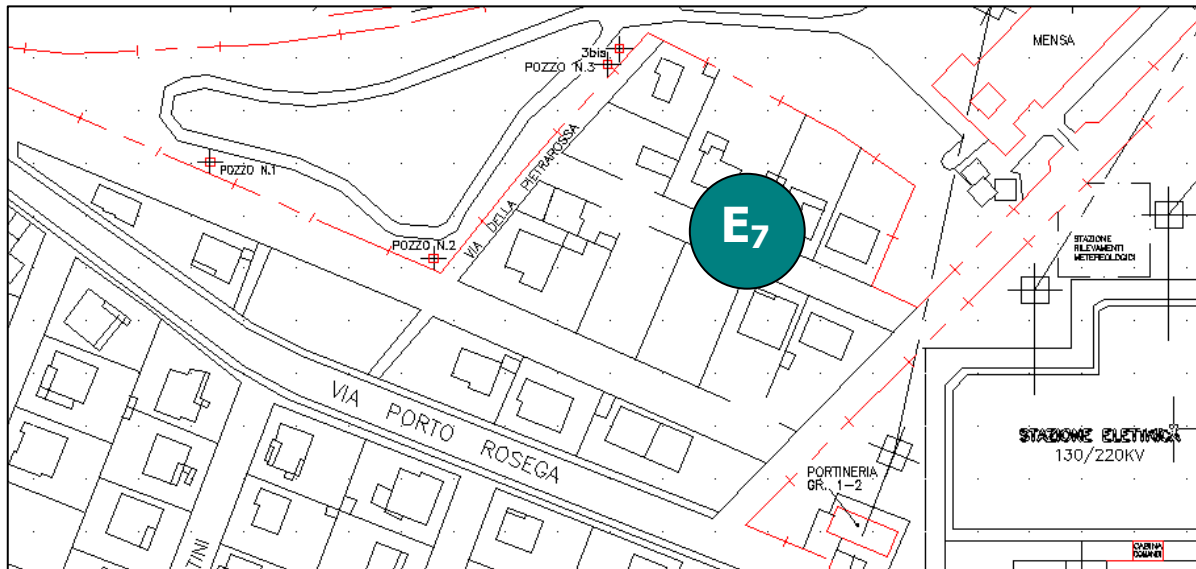 MENSA
3bis
POZZO N.3
POZZO N.1
VIA DELLA PIETRAROSSA
E7
POZZO N.2
STAZIONE
RILEVAMENTI
METEREOLOGICI
VIA PORTO ROSEGA
STAZIONE ELETTRICA
130/220KV
PORTINERIA
GR. 1-2
TINI
CABINA
COMANDI